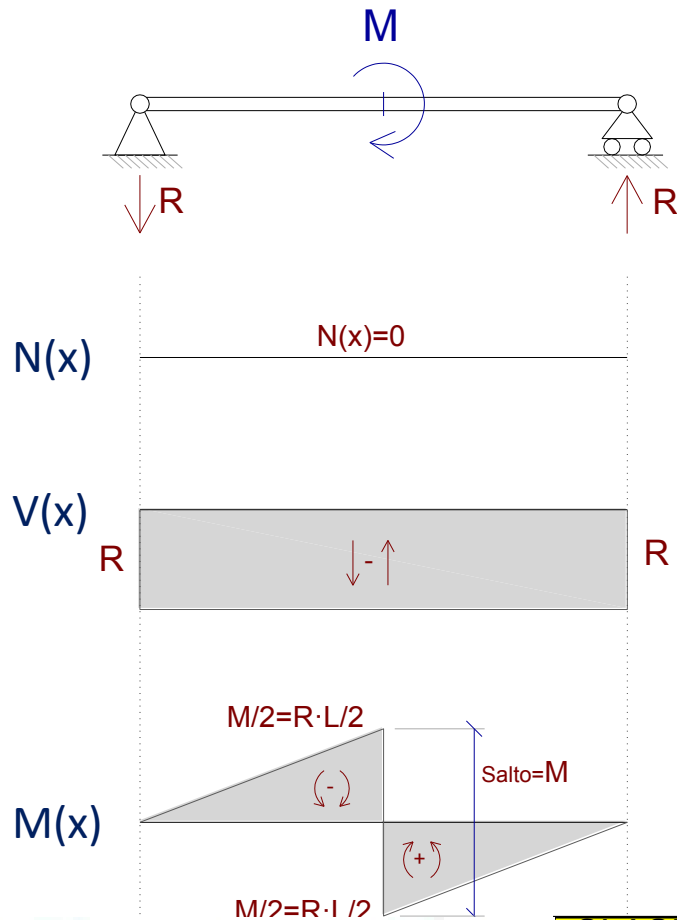 M
R
R
N(x)=0
N(x)
V(x)
R
R
-
M/2=R·L/2
(-)
Salto=M
M(x)
(+)
M/2=R·L/2